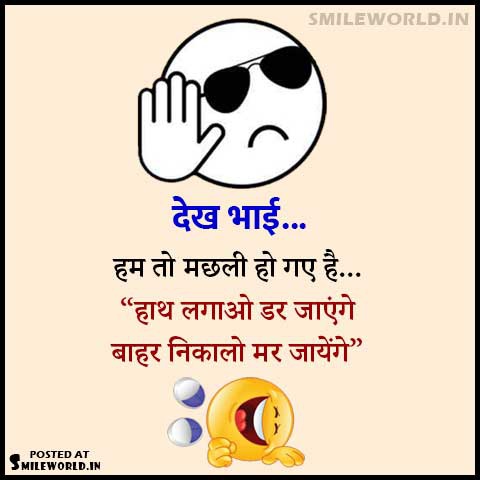 SMILEWORLD.IN
देख भाई...
हम तो मछली हो गए है...
“हाथ लगाओ डर जाएंगे
बाहर निकालो मर जायेंगे”
POSTED AT
SMILEWORLD.IN